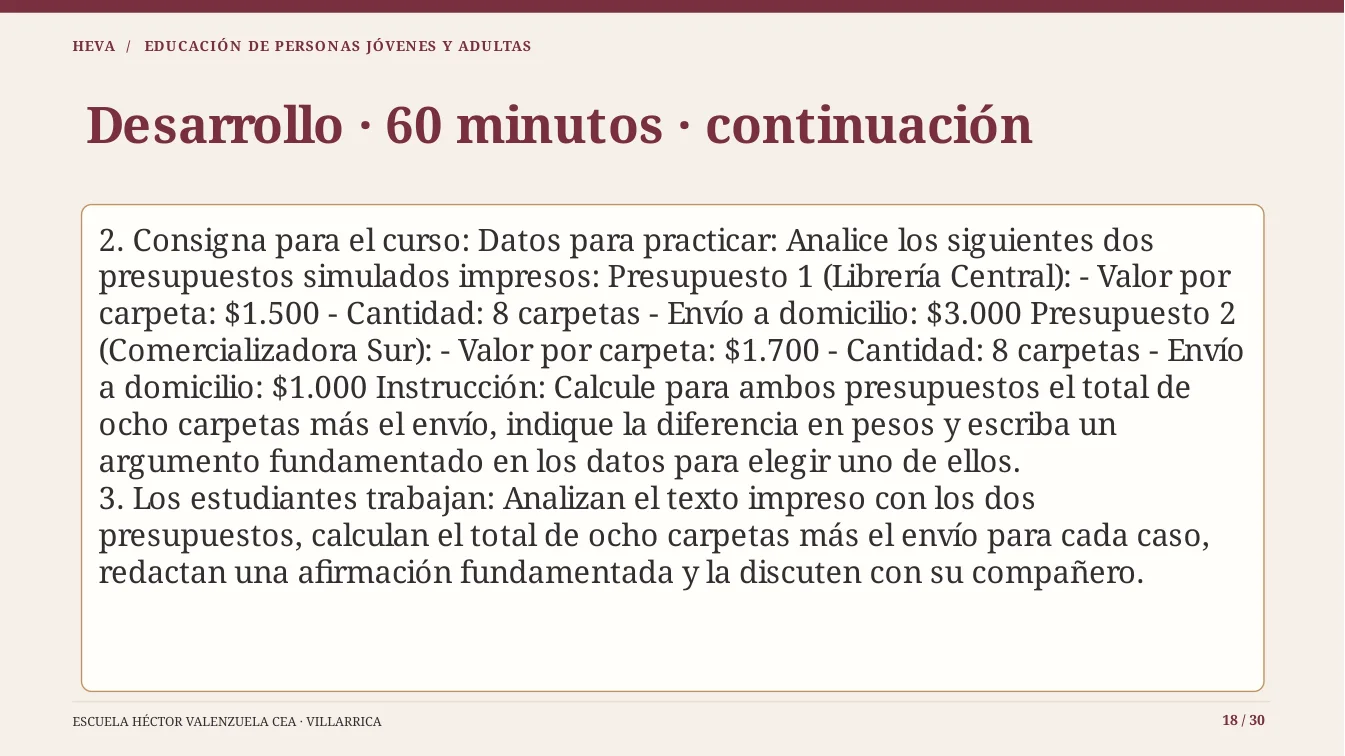 HEVA / EDUCACIÓN DE PERSONAS JÓVENES Y ADULTAS
Desarrollo · 60 minutos · continuación
2. Consigna para el curso: Datos para practicar: Analice los siguientes dos
presupuestos simulados impresos: Presupuesto 1 (Librería Central): - Valor por
carpeta: $1.500 - Cantidad: 8 carpetas - Envío a domicilio: $3.000 Presupuesto 2
(Comercializadora Sur): - Valor por carpeta: $1.700 - Cantidad: 8 carpetas - Envío
a domicilio: $1.000 Instrucción: Calcule para ambos presupuestos el total de
ocho carpetas más el envío, indique la diferencia en pesos y escriba un
argumento fundamentado en los datos para elegir uno de ellos.
3. Los estudiantes trabajan: Analizan el texto impreso con los dos
presupuestos, calculan el total de ocho carpetas más el envío para cada caso,
redactan una afirmación fundamentada y la discuten con su compañero.
ESCUELA HÉCTOR VALENZUELA CEA · VILLARRICA
18 / 30